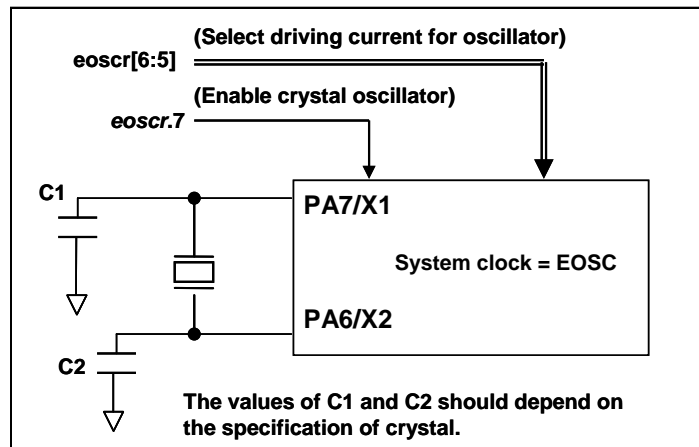 (Select driving current for oscillator)
eoscr[6:5]
(Enable crystal oscillator)
eoscr.7
C1
PA7/X1
System clock = EOSC
PA6/X2
C2
The values of C1 and C2 should depend on
the specification of crystal.